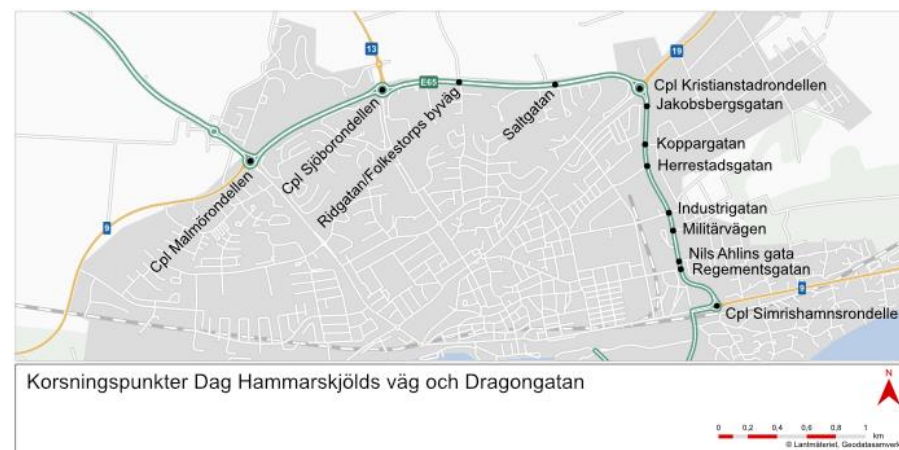 13
19
E65
Cpl Kristianstadrondellen
Jakobsbergsgatan
Saltgatan
Ridgatan/Folkestorps byväg
Cpl Sjöborondellen
Koppargatan
Herrestadsgatan
Cpl Malmörondellen
Industrigatan
9
Militärvägen
Nils Ahlins gata
Regementsgatan
9
Cpl Simrishamnsrondelle
Korsningspunkter Dag Hammarskjölds väg och Dragongatan
N
0 0,2 0,4 0,6 0,8 1
km
© Lantmäteriet, Geodatasamverk